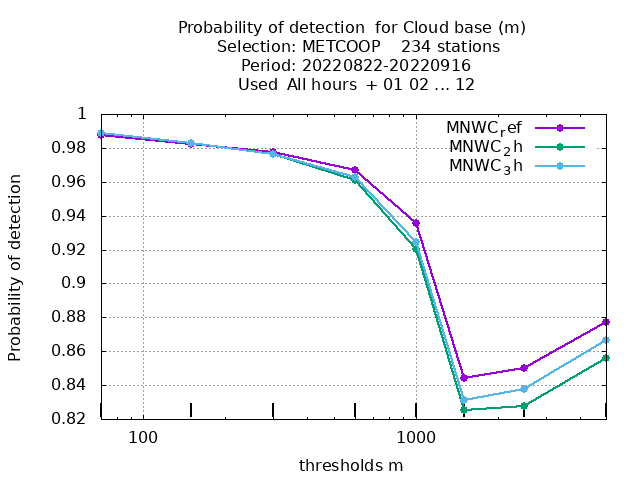 Probability of detection  for Cloud base (m)
Selection: METCOOP    234 stations
Period: 20220822-20220916
Used  All hours  + 01 02 ... 12
MNWC_ref
MNWC_2h
MNWC_3h
1
0.98
0.96
0.94
0.92
0.9
0.88
0.86
0.84
0.82
Probability of detection
100
1000
thresholds m